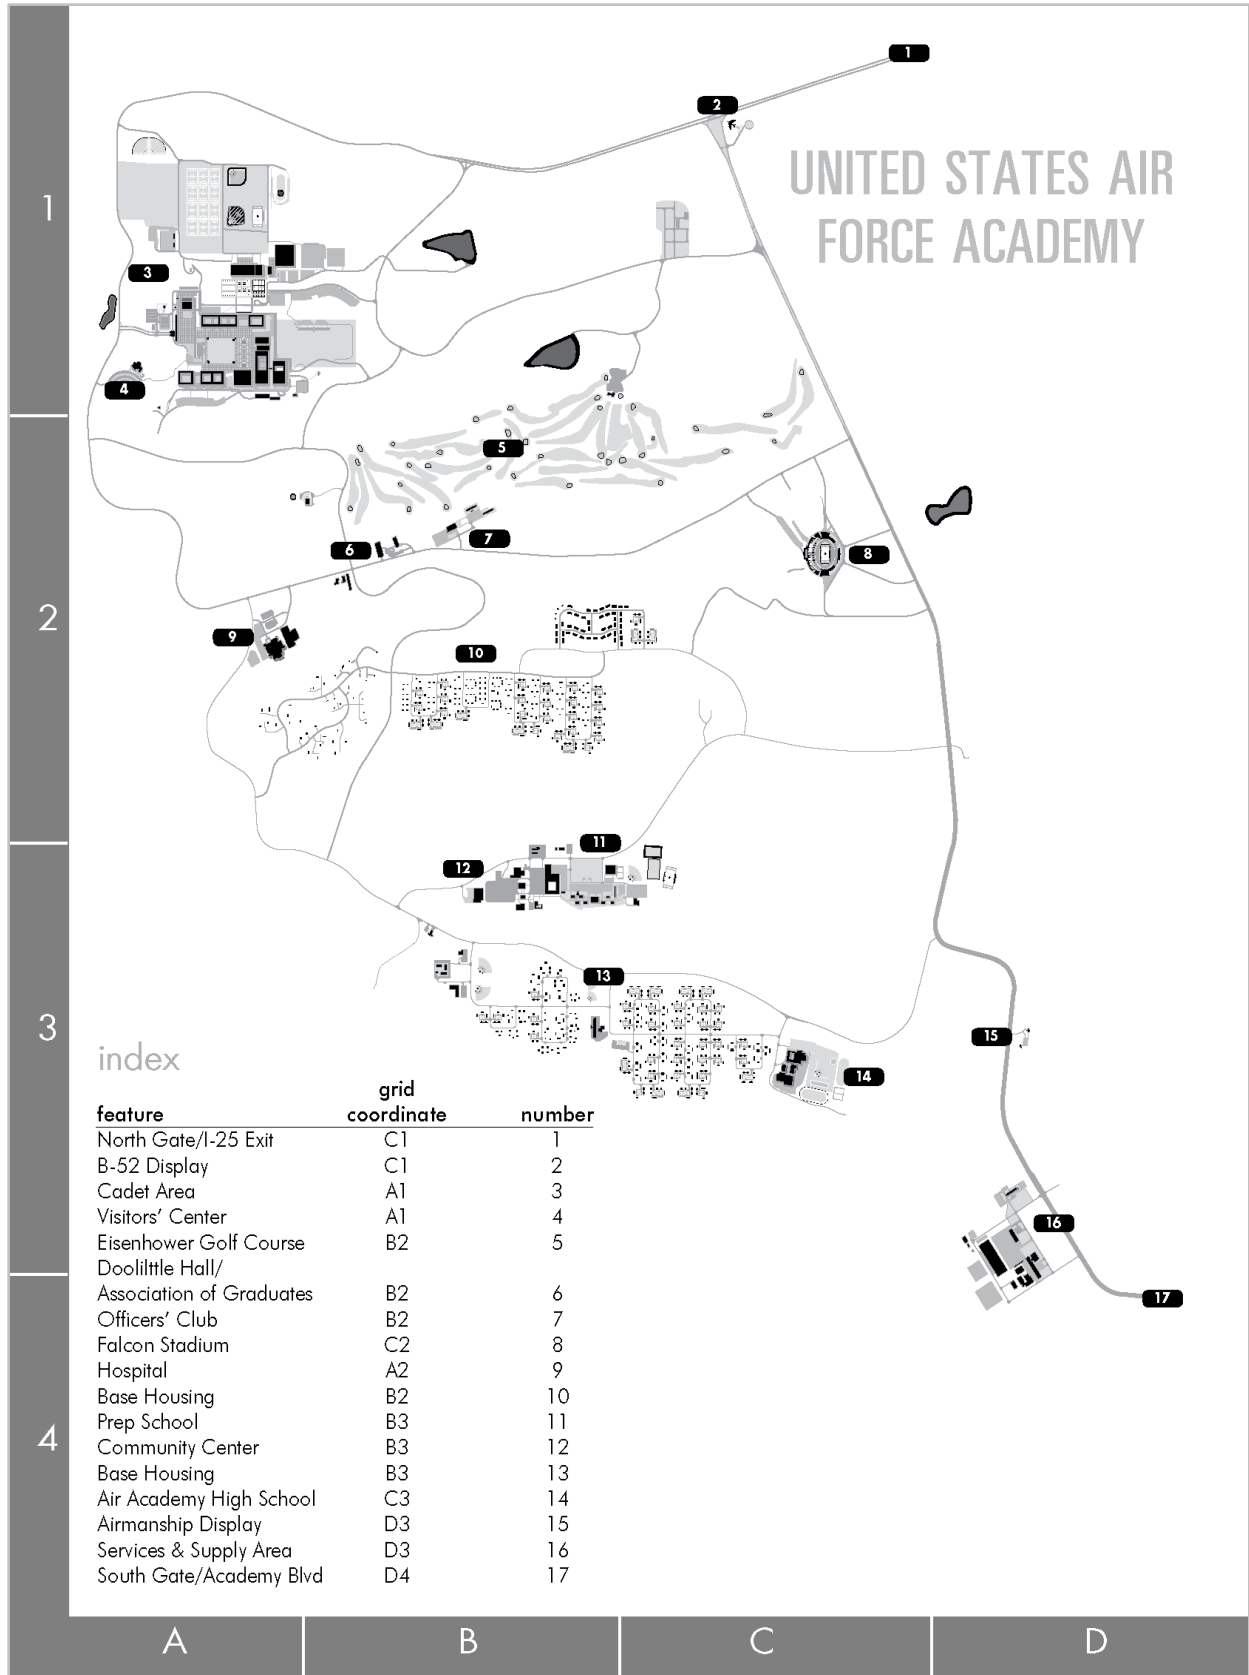 1
2
UNITED STATES AIR
FORCE ACADEMY
1
3
4
5
7
6
8
2
9
10
11
12
13
3
15
14
index
grid
feature coordinate number
North Gate/I-25 Exit C1 1
B-52 Display C1 2
Cadet Area A1 3
Visitors’ Center A1 4
Eisenhower Golf Course B2 5
Doolilttle Hall/
Association of Graduates B2 6
Officers’ Club B2 7
Falcon Stadium C2 8
Hospital A2 9
Base Housing B2 10
Prep School B3 11
Community Center B3 12
Base Housing B3 13
Air Academy High School C3 14
Airmanship Display D3 15
Services & Supply Area D3 16
South Gate/Academy Blvd D4 17
16
17
4
A B C D